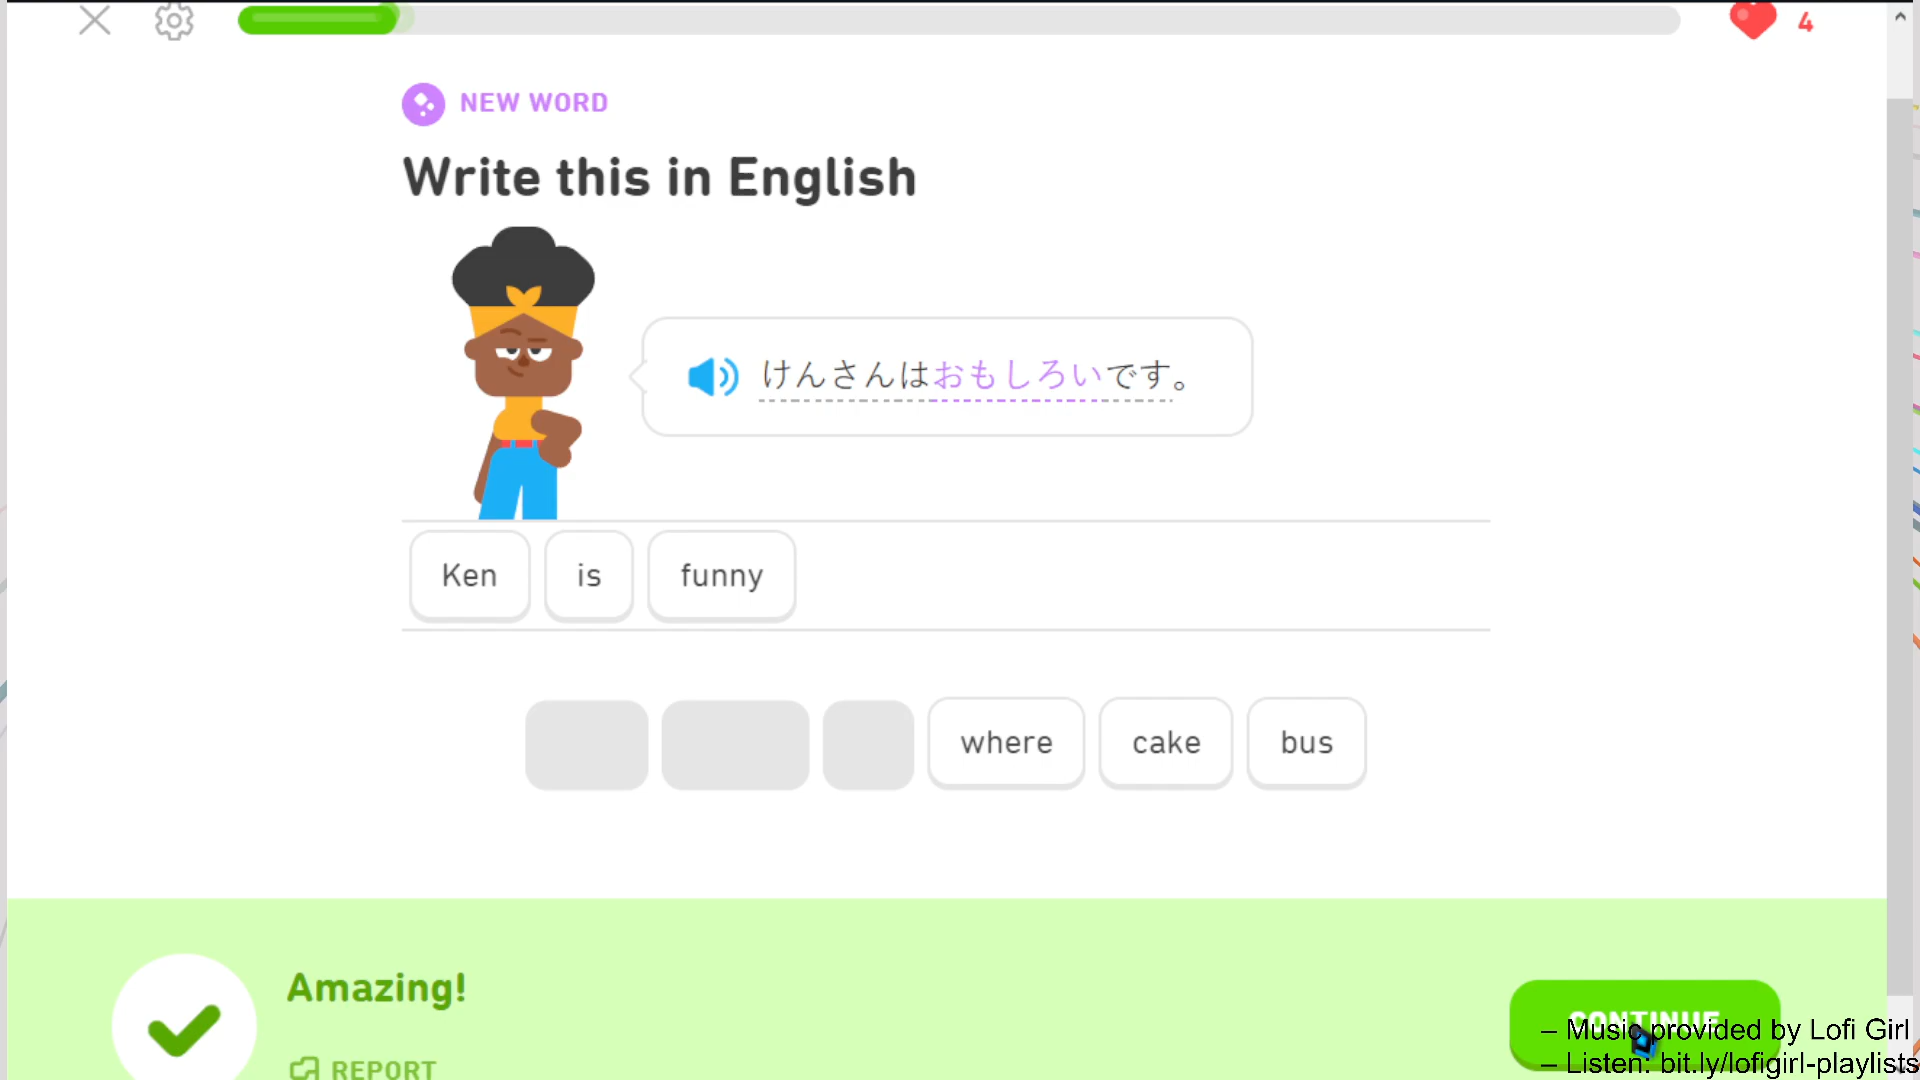 4
NEW WORD
Write this in English
けんさんはおもしろいです。
Ken is funny
where cake bus
Amazing!
CONTINUE
REPORT
– Music provided by Lofi Girl
– Listen: bit.ly/lofigirl-playlists